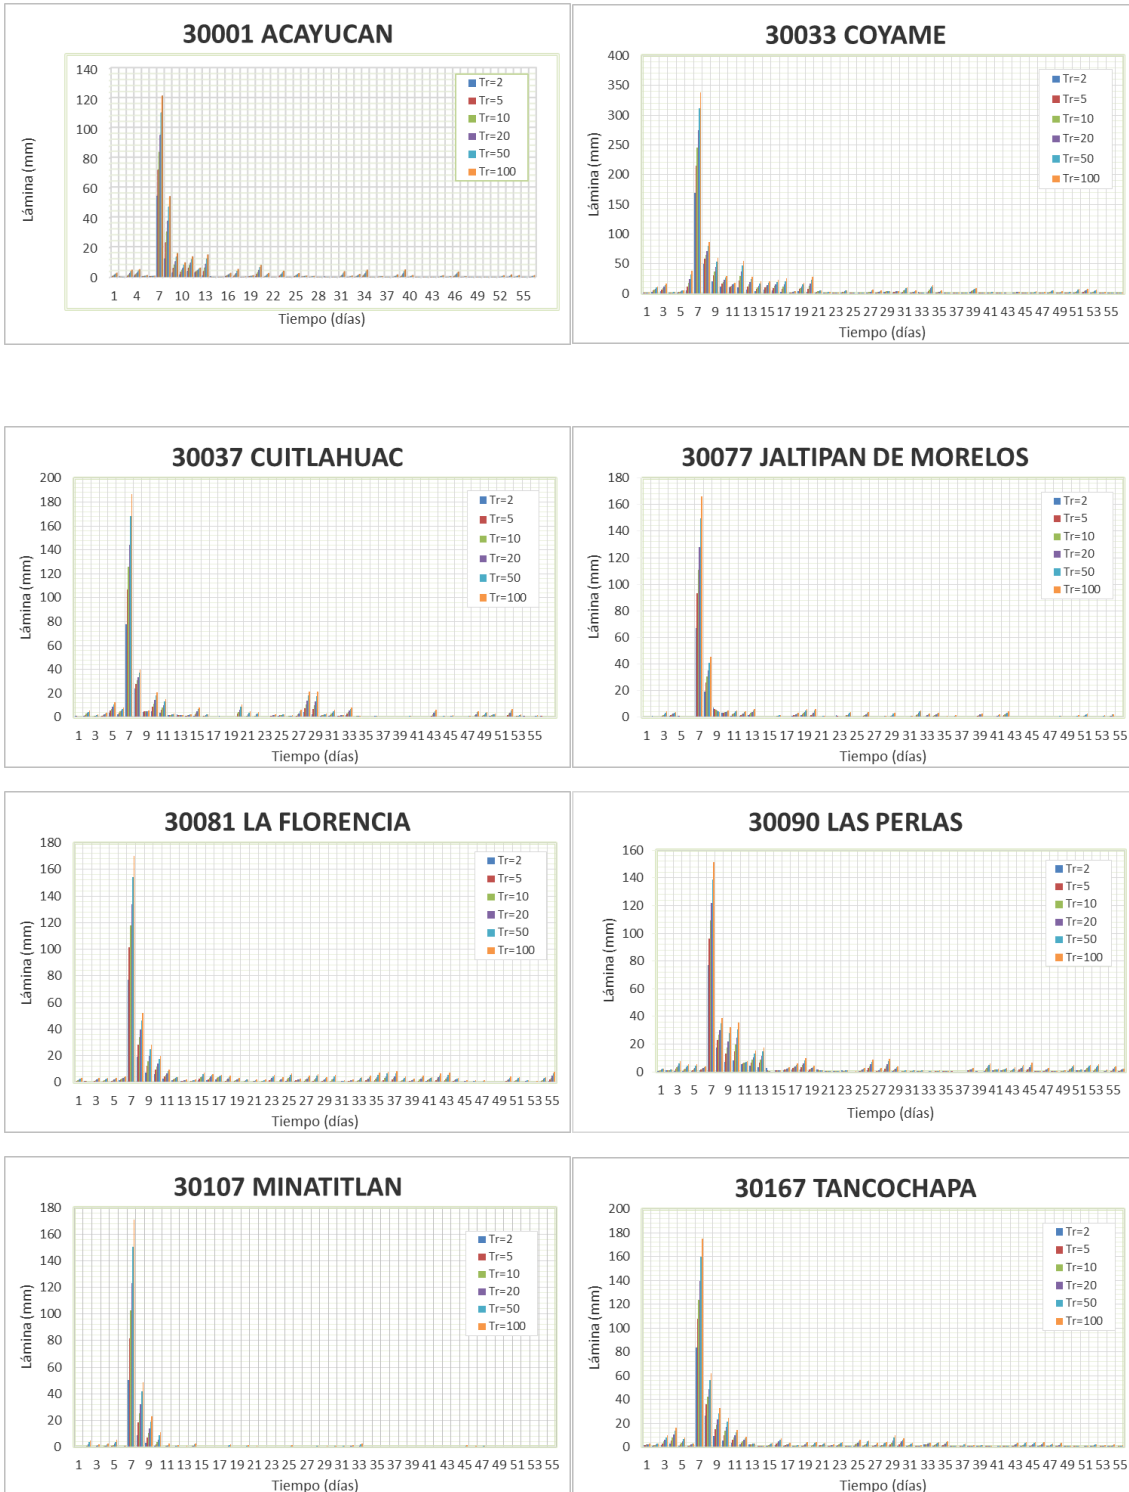 30001 ACAYUCAN
Lámina (mm)
140
120
100
80
60
40
20
0
Tr=2
Tr=5
Tr=10
Tr=20
Tr=50
Tr=100
1 4 7 10 13 16 19 22 25 28 31 34 37 40 43 46 49 52 55
Tiempo (días)
30033 COYAME
Lámina (mm)
400
350
300
250
200
150
100
50
0
Tr=2
Tr=5
Tr=10
Tr=20
Tr=50
Tr=100
1 3 5 7 9 11 13 15 17 19 21 23 25 27 29 31 33 35 37 39 41 43 45 47 49 51 53 55
Tiempo (días)
30037 CUITLAHUAC
Lámina (mm)
200
180
160
140
120
100
80
60
40
20
0
Tr=2
Tr=5
Tr=10
Tr=20
Tr=50
Tr=100
1 3 5 7 9 11 13 15 17 19 21 23 25 27 29 31 33 35 37 39 41 43 45 47 49 51 53 55
Tiempo (días)
30077 JALTIPAN DE MORELOS
Lámina (mm)
180
160
140
120
100
80
60
40
20
0
Tr=2
Tr=5
Tr=10
Tr=20
Tr=50
Tr=100
1 3 5 7 9 11 13 15 17 19 21 23 25 27 29 31 33 35 37 39 41 43 45 47 49 51 53 55
Tiempo (días)
30081 LA FLORENCIA
Lámina (mm)
180
160
140
120
100
80
60
40
20
0
Tr=2
Tr=5
Tr=10
Tr=20
Tr=50
Tr=100
1 3 5 7 9 11 13 15 17 19 21 23 25 27 29 31 33 35 37 39 41 43 45 47 49 51 53 55
Tiempo (días)
30090 LAS PERLAS
Lámina (mm)
160
140
120
100
80
60
40
20
0
Tr=2
Tr=5
Tr=10
Tr=20
Tr=50
Tr=100
1 3 5 7 9 11 13 15 17 19 21 23 25 27 29 31 33 35 37 39 41 43 45 47 49 51 53 55
Tiempo (días)
30107 MINATITLAN
Lámina (mm)
180
160
140
120
100
80
60
40
20
0
Tr=2
Tr=5
Tr=10
Tr=20
Tr=50
Tr=100
1 3 5 7 9 11 13 15 17 19 21 23 25 27 29 31 33 35 37 39 41 43 45 47 49 51 53 55
Tiempo (días)
30167 TANCOCHAPA
Lámina (mm)
200
180
160
140
120
100
80
60
40
20
0
Tr=2
Tr=5
Tr=10
Tr=20
Tr=50
Tr=100
1 3 5 7 9 11 13 15 17 19 21 23 25 27 29 31 33 35 37 39 41 43 45 47 49 51 53 55
Tiempo (días)